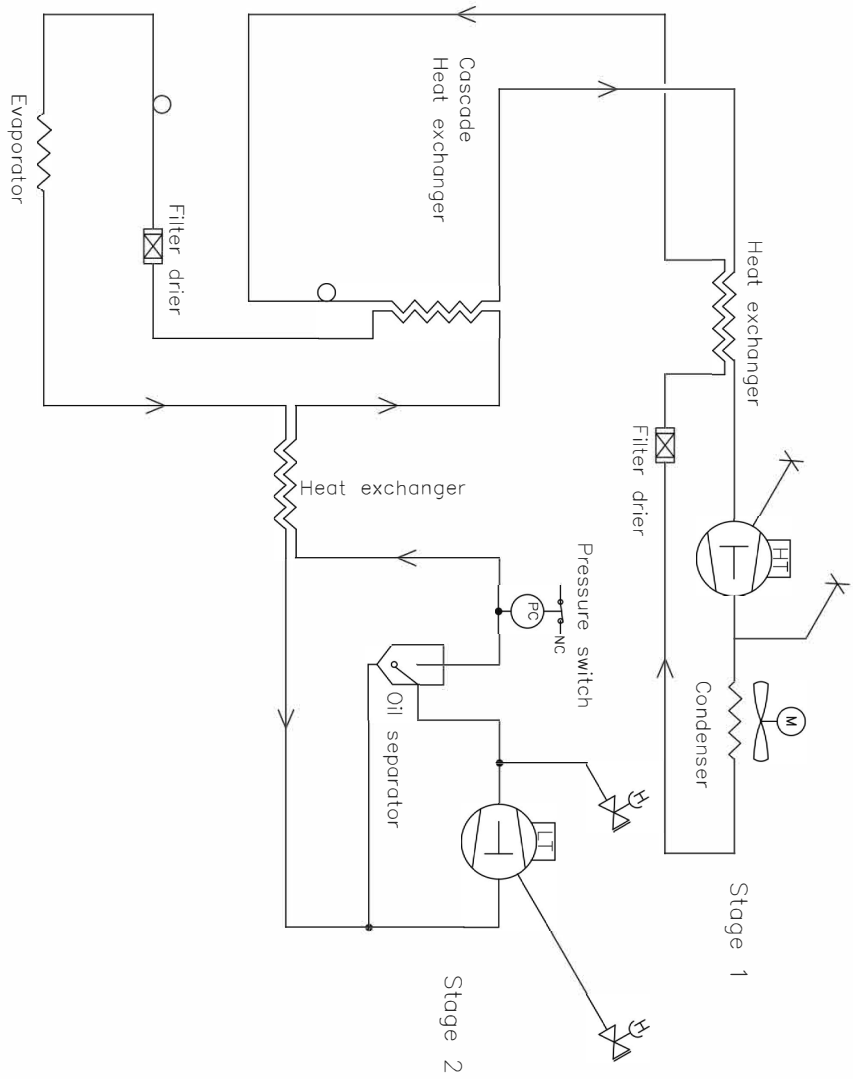 Stage 1
Condenser
M
HT
Heat exchanger
Filter drier
Cascade
Heat exchanger
Stage 2
LT
H
H
Pressure switch
PC
NC
Oil separator
Heat exchanger
Filter drier
Evaporator